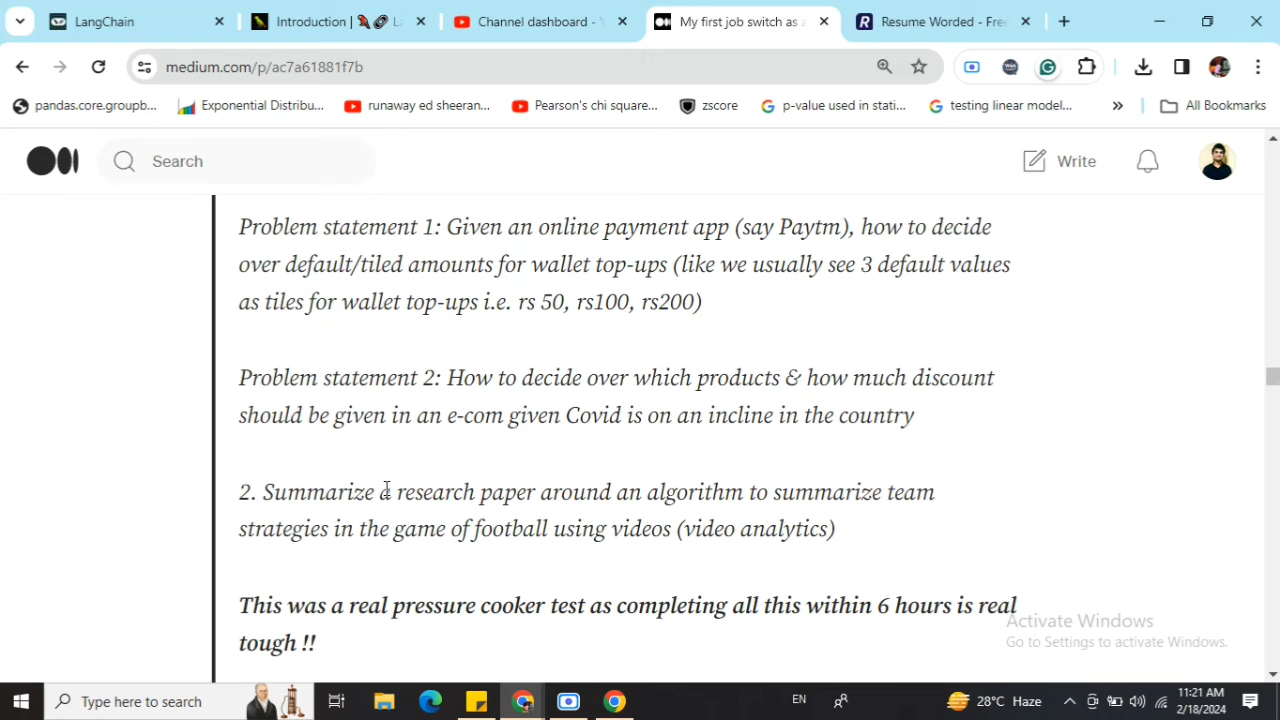 LangChain
Introduction | 🦜🔗 La
Channel dashboard - Y
My first job switch as a
Resume Worded - Free
medium.com/p/ac7a61881f7b
pandas.core.groupb...
Exponential Distribu...
runaway ed sheeran...
Pearson's chi square...
zscore
p-value used in stati...
testing linear model...
»
All Bookmarks
Search
Write
Problem statement 1: Given an online payment app (say Paytm), how to decide
over default/tiled amounts for wallet top-ups (like we usually see 3 default values
as tiles for wallet top-ups i.e. rs 50, rs100, rs200)
Problem statement 2: How to decide over which products & how much discount
should be given in an e-com given Covid is on an incline in the country
2. Summarize a research paper around an algorithm to summarize team
strategies in the game of football using videos (video analytics)
This was a real pressure cooker test as completing all this within 6 hours is real
tough !!
Activate Windows
Go to Settings to activate Windows.
Type here to search
EN
28°C Haze
11:21 AM
2/18/2024